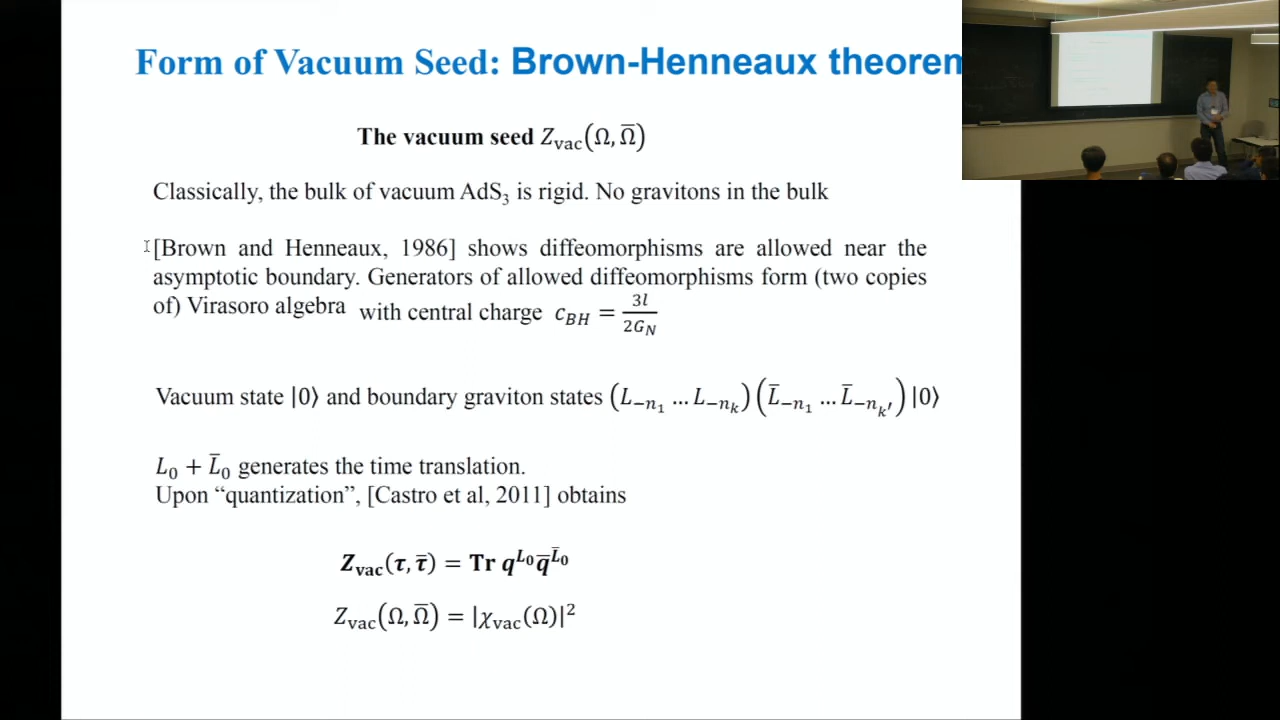 Form of Vacuum Seed: Brown-Henneaux theorem
The vacuum seed Z_vac(Ω, Ω̄)
Classically, the bulk of vacuum AdS₃ is rigid. No gravitons in the bulk
[Brown and Henneaux, 1986] shows diffeomorphisms are allowed near the
asymptotic boundary. Generators of allowed diffeomorphisms form (two copies
of) Virasoro algebra with central charge c_BH = 3l / 2G_N
Vacuum state |0⟩ and boundary graviton states (L_{-n_1} … L_{-n_k})(L̄_{-n_1} … L̄_{-n_{k'}})|0⟩
L₀ + L̄₀ generates the time translation.
Upon “quantization”, [Castro et al, 2011] obtains
Z_vac(τ, τ̄) = Tr q^{L₀} q̄^{L̄₀}
Z_vac(Ω, Ω̄) = |χ_vac(Ω)|²